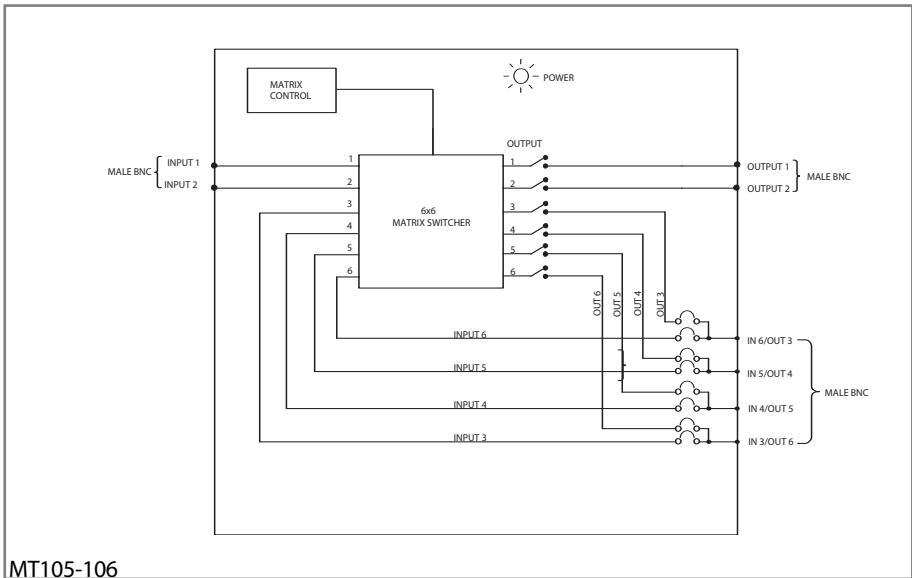 MATRIX
CONTROL
POWER
OUTPUT
MALE BNC
INPUT 1
INPUT 2
1
2
3
4
5
6
6x6
MATRIX SWITCHER
1
2
3
4
5
6
OUTPUT 1
OUTPUT 2
MALE BNC
OUT 6
OUT 5
OUT 4
OUT 3
INPUT 6
INPUT 5
INPUT 4
INPUT 3
IN 6/OUT 3
IN 5/OUT 4
IN 4/OUT 5
IN 3/OUT 6
MALE BNC
MT105-106